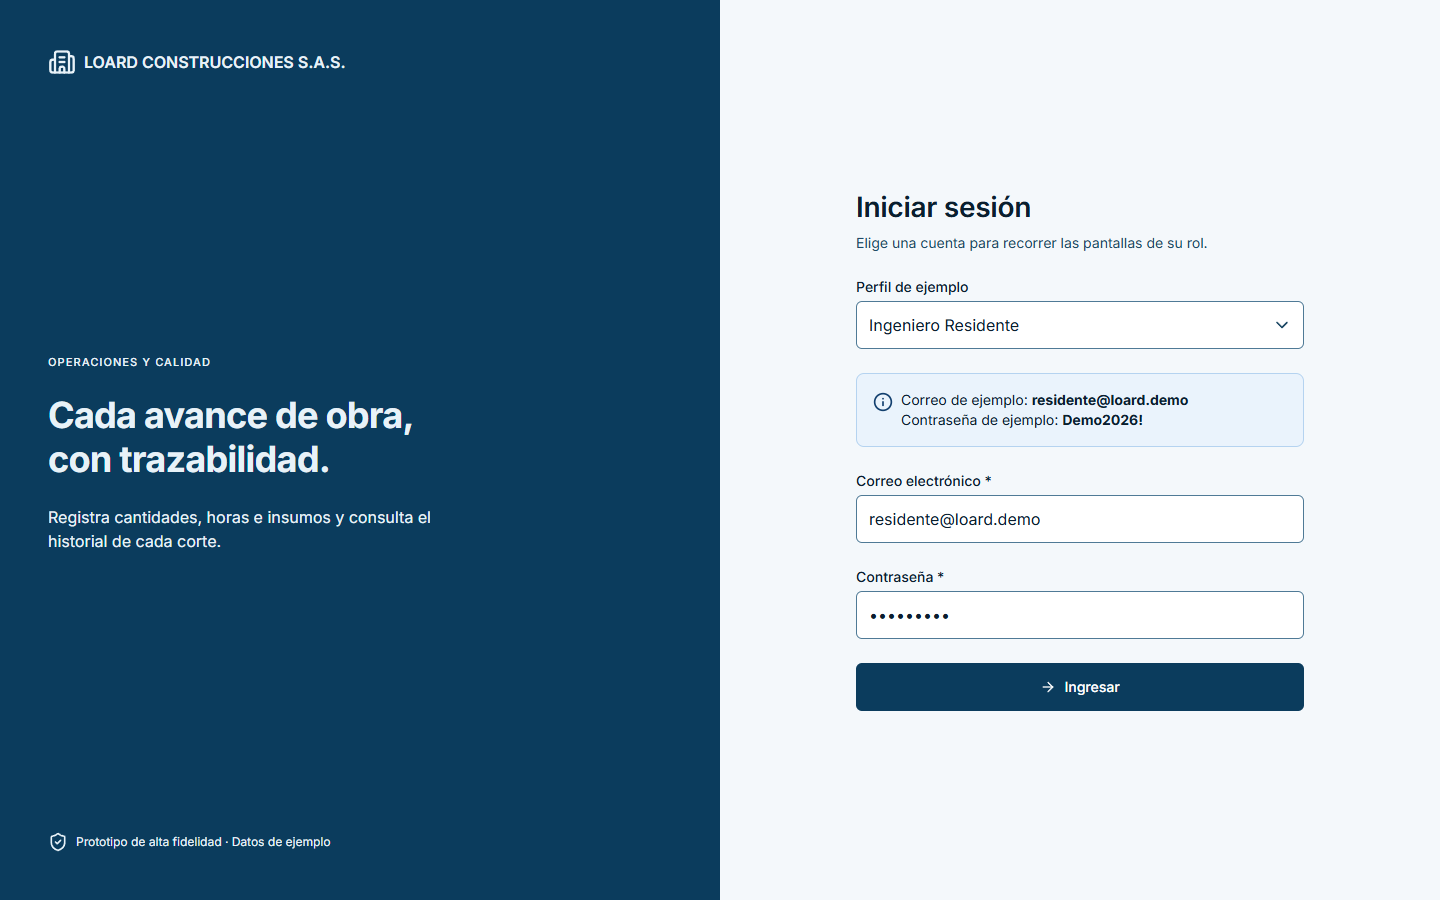 LOARD CONSTRUCCIONES S.A.S.
OPERACIONES Y CALIDAD
Cada avance de obra,
con trazabilidad.
Registra cantidades, horas e insumos y consulta el
historial de cada corte.
Prototipo de alta fidelidad · Datos de ejemplo
Iniciar sesión
Elige una cuenta para recorrer las pantallas de su rol.
Perfil de ejemplo
Ingeniero Residente
Correo de ejemplo: residente@loard.demo
Contraseña de ejemplo: Demo2026!
Correo electrónico *
residente@loard.demo
Contraseña *
•••••••••
Ingresar